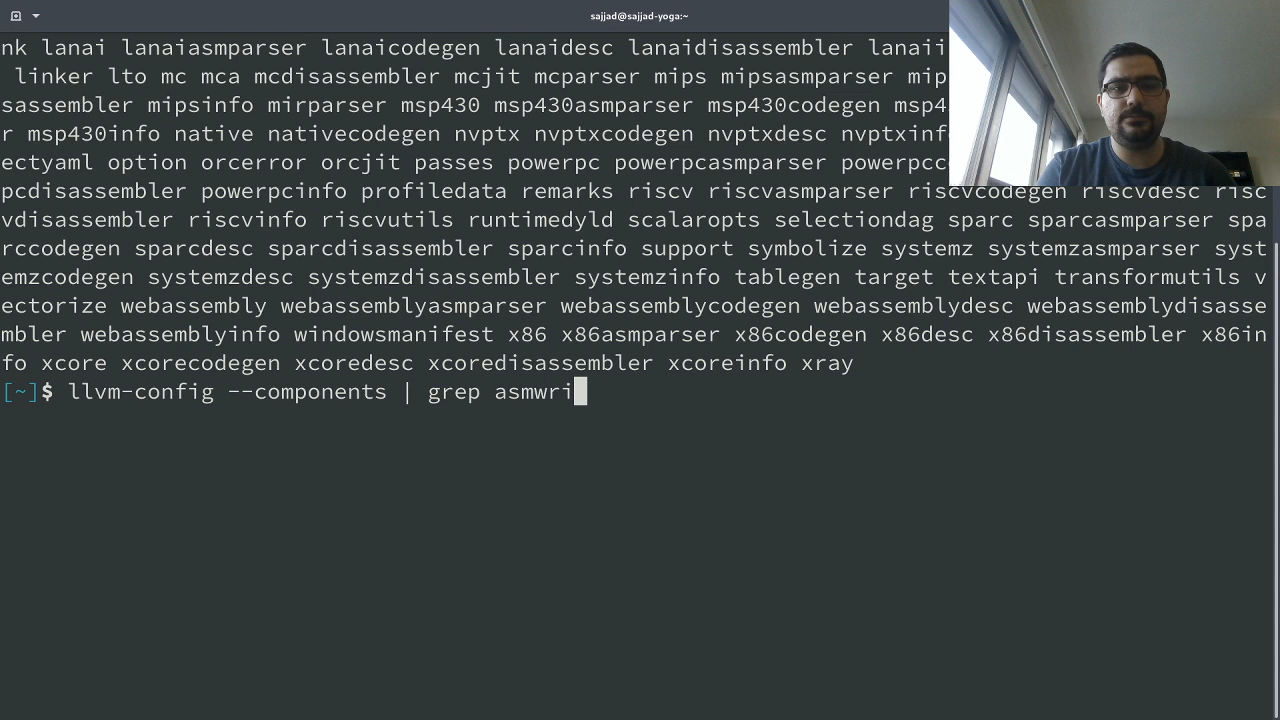 sajjad@sajjad-yoga:~
nk lanai lanaiasmparser lanaicodegen lanaidesc lanaidisassembler lanaii
linker lto mc mca mcdisassembler mcjit mcparser mips mipsasmparser mip
sassembler mipsinfo mirparser msp430 msp430asmparser msp430codegen msp4
r msp430info native nativecodegen nvptx nvptxcodegen nvptxdesc nvptxinf
ectyaml option orcerror orcjit passes powerpc powerpcasmparser powerpcc
pcdisassembler powerpcinfo profiledata remarks riscv riscvasmparser riscvcodegen riscvdesc risc
vdisassembler riscvinfo riscvutils runtimedyld scalaropts selectiondag sparc sparcasmparser spa
rccodegen sparcdesc sparcdisassembler sparcinfo support symbolize systemz systemzasmparser syst
emzcodegen systemzdesc systemzdisassembler systemzinfo tablegen target textapi transformutils v
ectorize webassembly webassemblyasmparser webassemblycodegen webassemblydesc webassemblydisasse
mbler webassemblyinfo windowsmanifest x86 x86asmparser x86codegen x86desc x86disassembler x86in
fo xcore xcorecodegen xcoredesc xcoredisassembler xcoreinfo xray
[~]$ llvm-config --components | grep asmwri